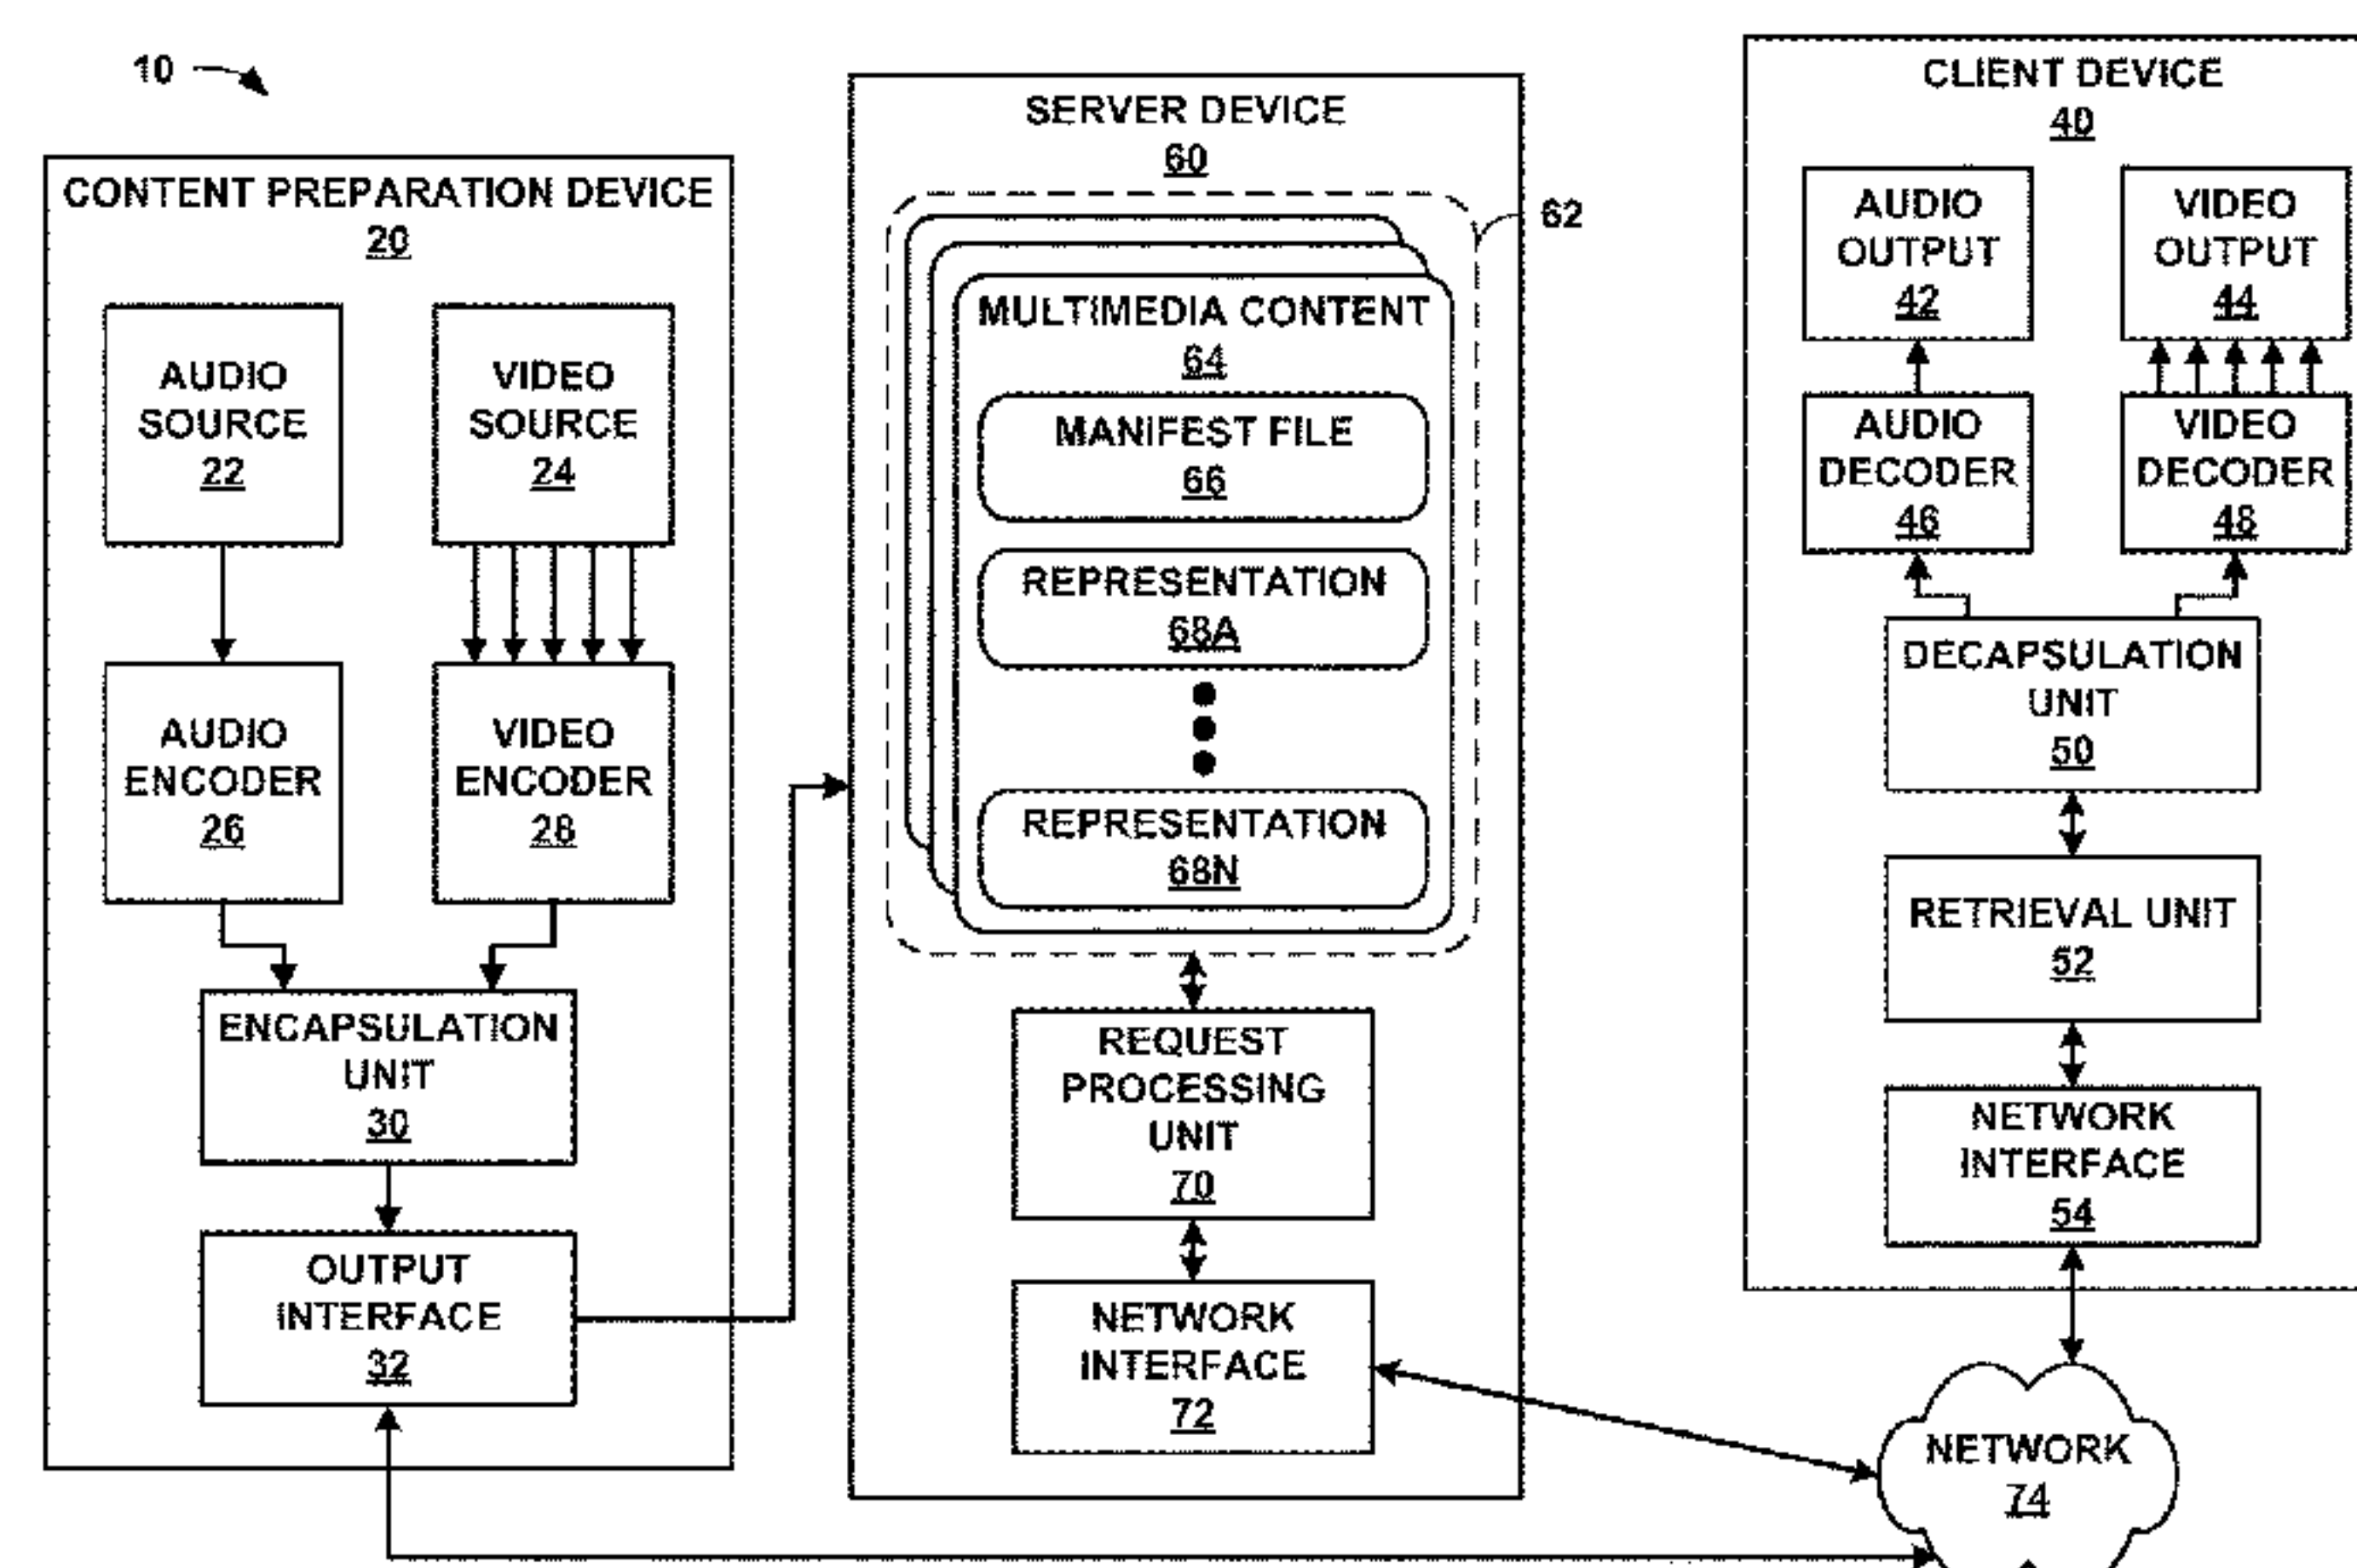 10
CONTENT PREPARATION DEVICE
20
AUDIO
SOURCE
22
VIDEO
SOURCE
24
AUDIO
ENCODER
26
VIDEO
ENCODER
28
ENCAPSULATION
UNIT
30
OUTPUT
INTERFACE
32
SERVER DEVICE
60
62
MULTIMEDIA CONTENT
64
MANIFEST FILE
66
REPRESENTATION
68A
REPRESENTATION
68N
REQUEST
PROCESSING
UNIT
70
NETWORK
INTERFACE
72
CLIENT DEVICE
40
AUDIO
OUTPUT
42
VIDEO
OUTPUT
44
AUDIO
DECODER
46
VIDEO
DECODER
48
DECAPSULATION
UNIT
50
RETRIEVAL UNIT
52
NETWORK
INTERFACE
54
NETWORK
74